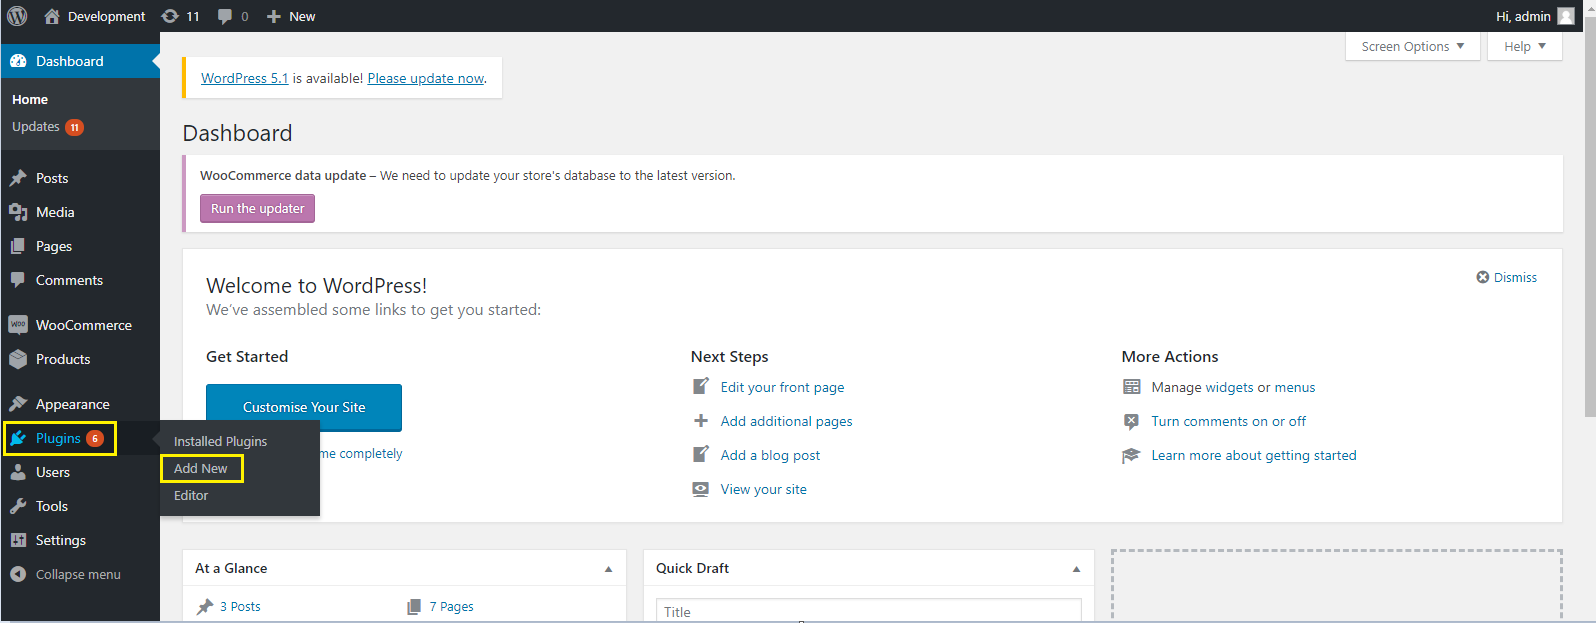 Development 11 0 New Hi, admin
Screen Options Help
Dashboard
Home
Updates 11
Posts
Media
Pages
Comments
WooCommerce
Products
Appearance
Plugins 6
Installed Plugins
Add New
Editor
Users
Tools
Settings
Collapse menu
WordPress 5.1 is available! Please update now.
Dashboard
WooCommerce data update – We need to update your store's database to the latest version.
Run the updater
Welcome to WordPress!
We've assembled some links to get you started:
Dismiss
Get Started
Customise Your Site
me completely
Next Steps
Edit your front page
Add additional pages
Add a blog post
View your site
More Actions
Manage widgets or menus
Turn comments on or off
Learn more about getting started
At a Glance
3 Posts 7 Pages
Quick Draft
Title